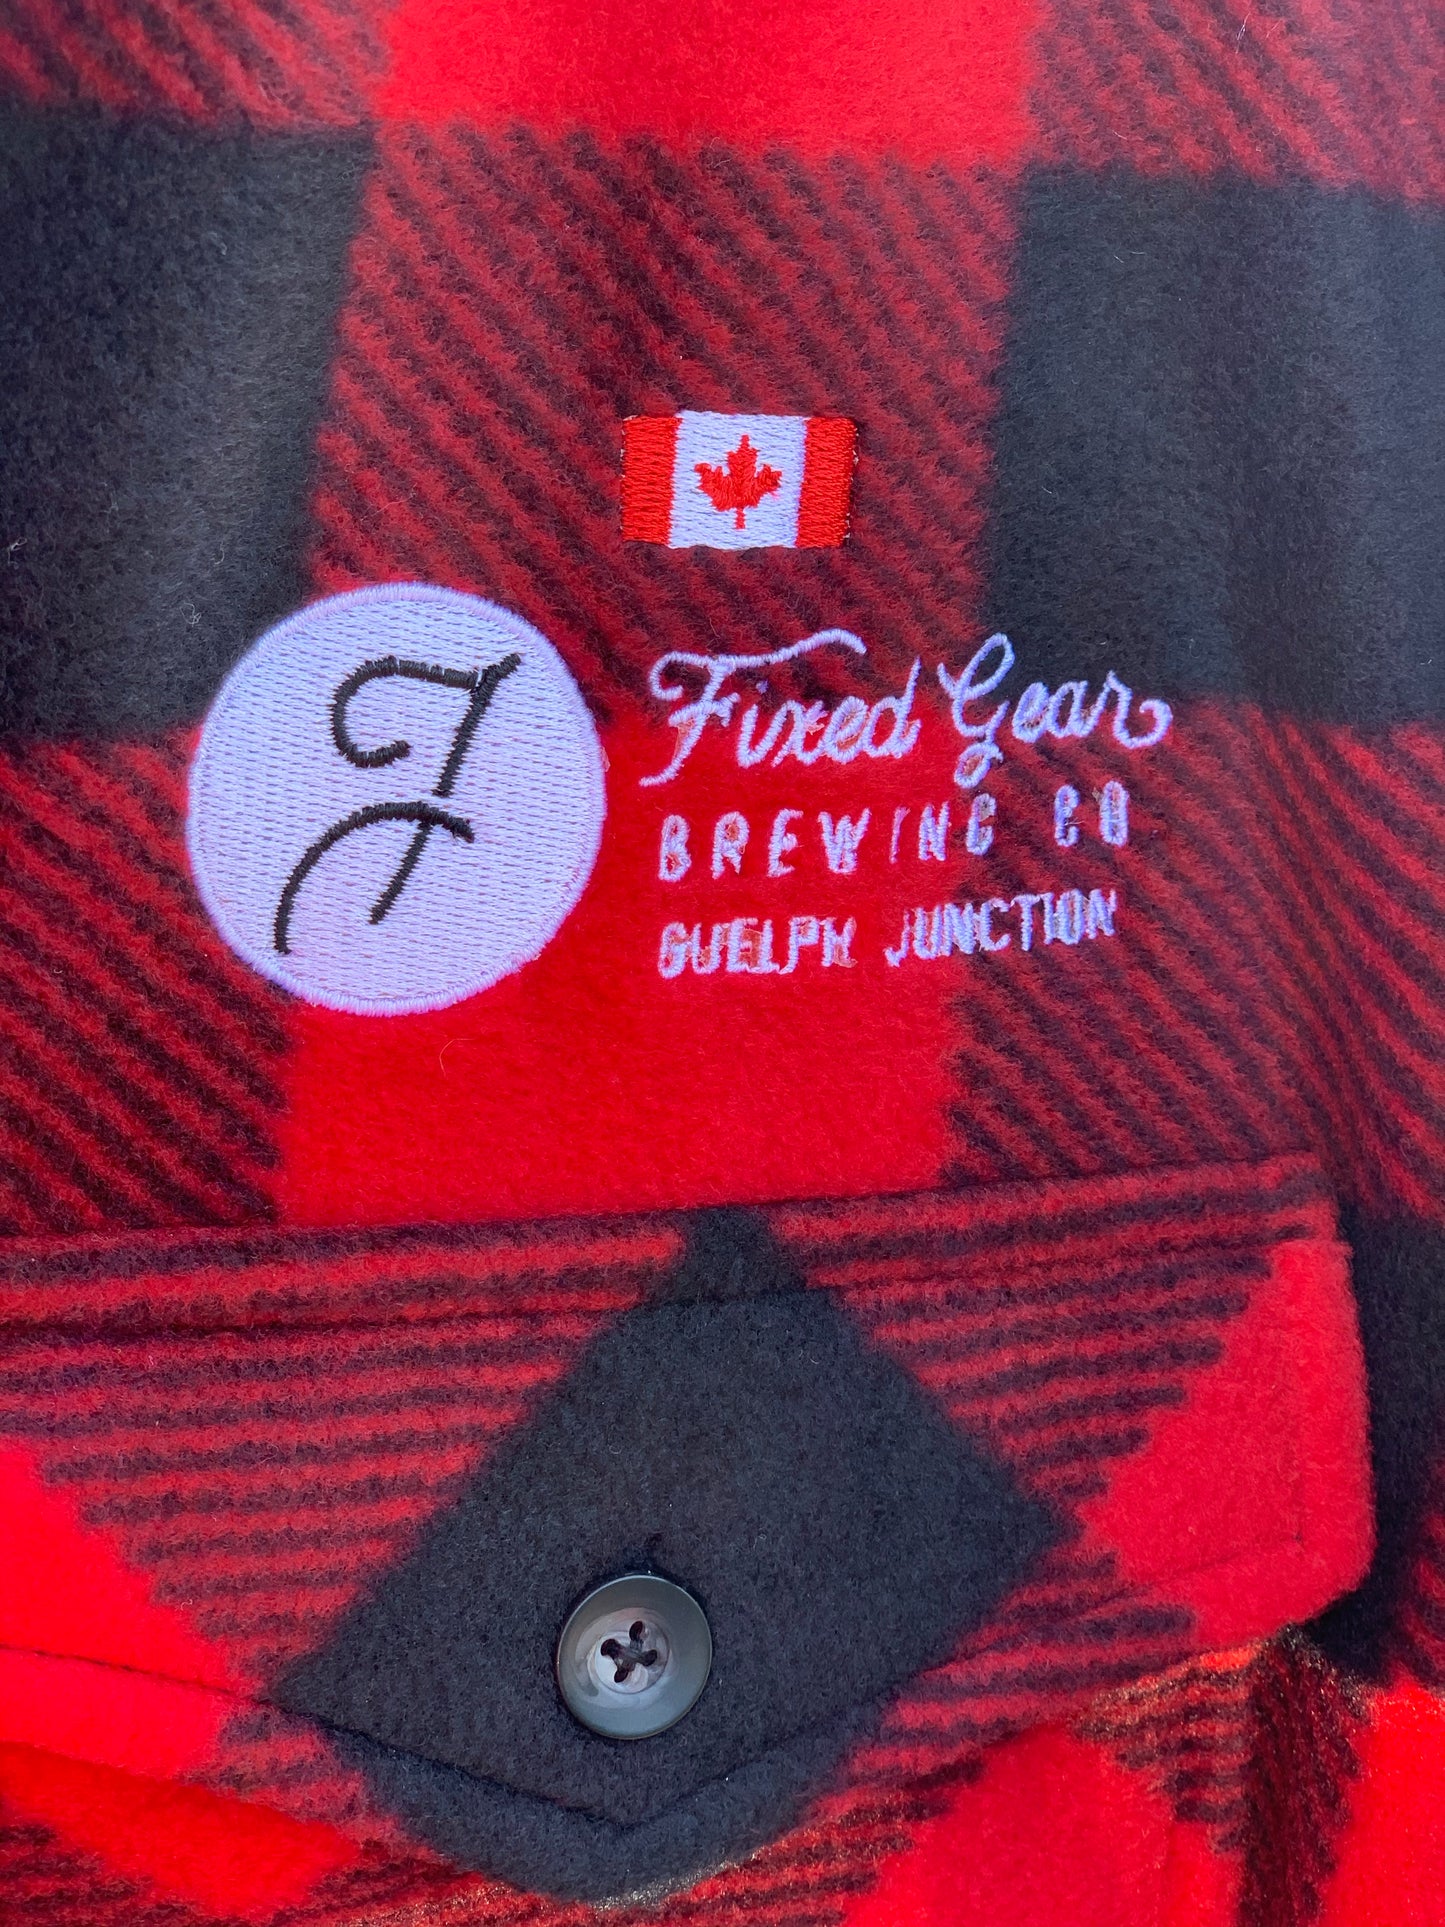 F
Fixed Gear
BREWING CO
GUELPH JUNCTION